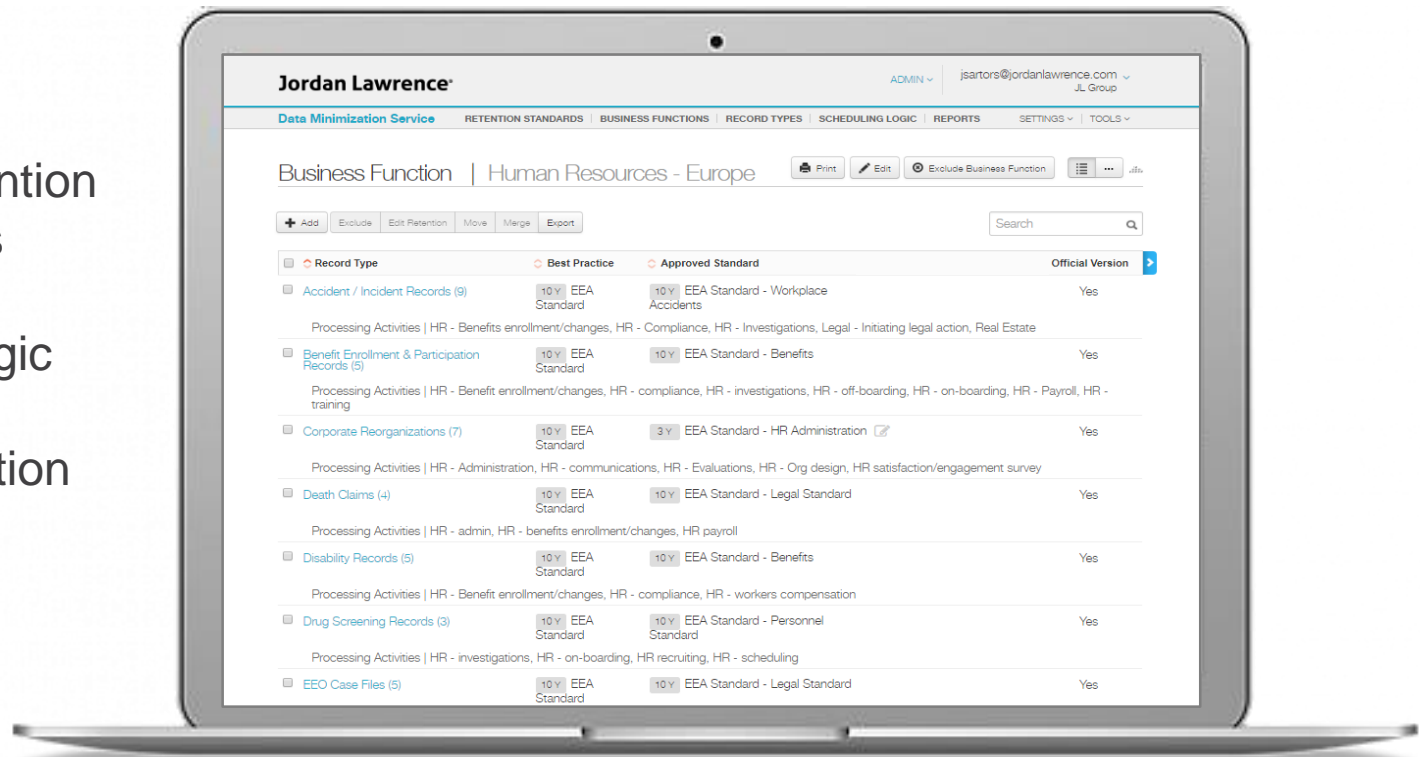 ntion
s
gic
tion
Jordan Lawrence
ADMIN
jsartors@jordanlawrence.com
JL Group
Data Minimization Service RETENTION STANDARDS | BUSINESS FUNCTIONS | RECORD TYPES | SCHEDULING LOGIC | REPORTS SETTINGS | TOOLS
Business Function | Human Resources - Europe Print Edit Exclude Business Function
Add Exclude Edit Retention Move Merge Export Search
Record Type Best Practice Approved Standard Official Version
Accident / Incident Records (9) 10 Y EEA 10 Y EEA Standard - Workplace Yes
Standard Accidents
Processing Activities | HR - Benefits enrollment/changes, HR - Compliance, HR - Investigations, Legal - Initiating legal action, Real Estate
Benefit Enrollment & Participation 10 Y EEA 10 Y EEA Standard - Benefits Yes
Records (5) Standard
Processing Activities | HR - Benefit enrollment/changes, HR - compliance, HR - investigations, HR - off-boarding, HR - on-boarding, HR - Payroll, HR -
training
Corporate Reorganizations (7) 10 Y EEA 3 Y EEA Standard - HR Administration Yes
Standard
Processing Activities | HR - Administration, HR - communications, HR - Evaluations, HR - Org design, HR satisfaction/engagement survey
Death Claims (4) 10 Y EEA 10 Y EEA Standard - Legal Standard Yes
Standard
Processing Activities | HR - admin, HR - benefits enrollment/changes, HR payroll
Disability Records (5) 10 Y EEA 10 Y EEA Standard - Benefits Yes
Standard
Processing Activities | HR - Benefit enrollment/changes, HR - compliance, HR - workers compensation
Drug Screening Records (3) 10 Y EEA 10 Y EEA Standard - Personnel Yes
Standard Standard
Processing Activities | HR - investigations, HR - on-boarding, HR recruiting, HR - scheduling
EEO Case Files (5) 10 Y EEA 10 Y EEA Standard - Legal Standard Yes
Standard